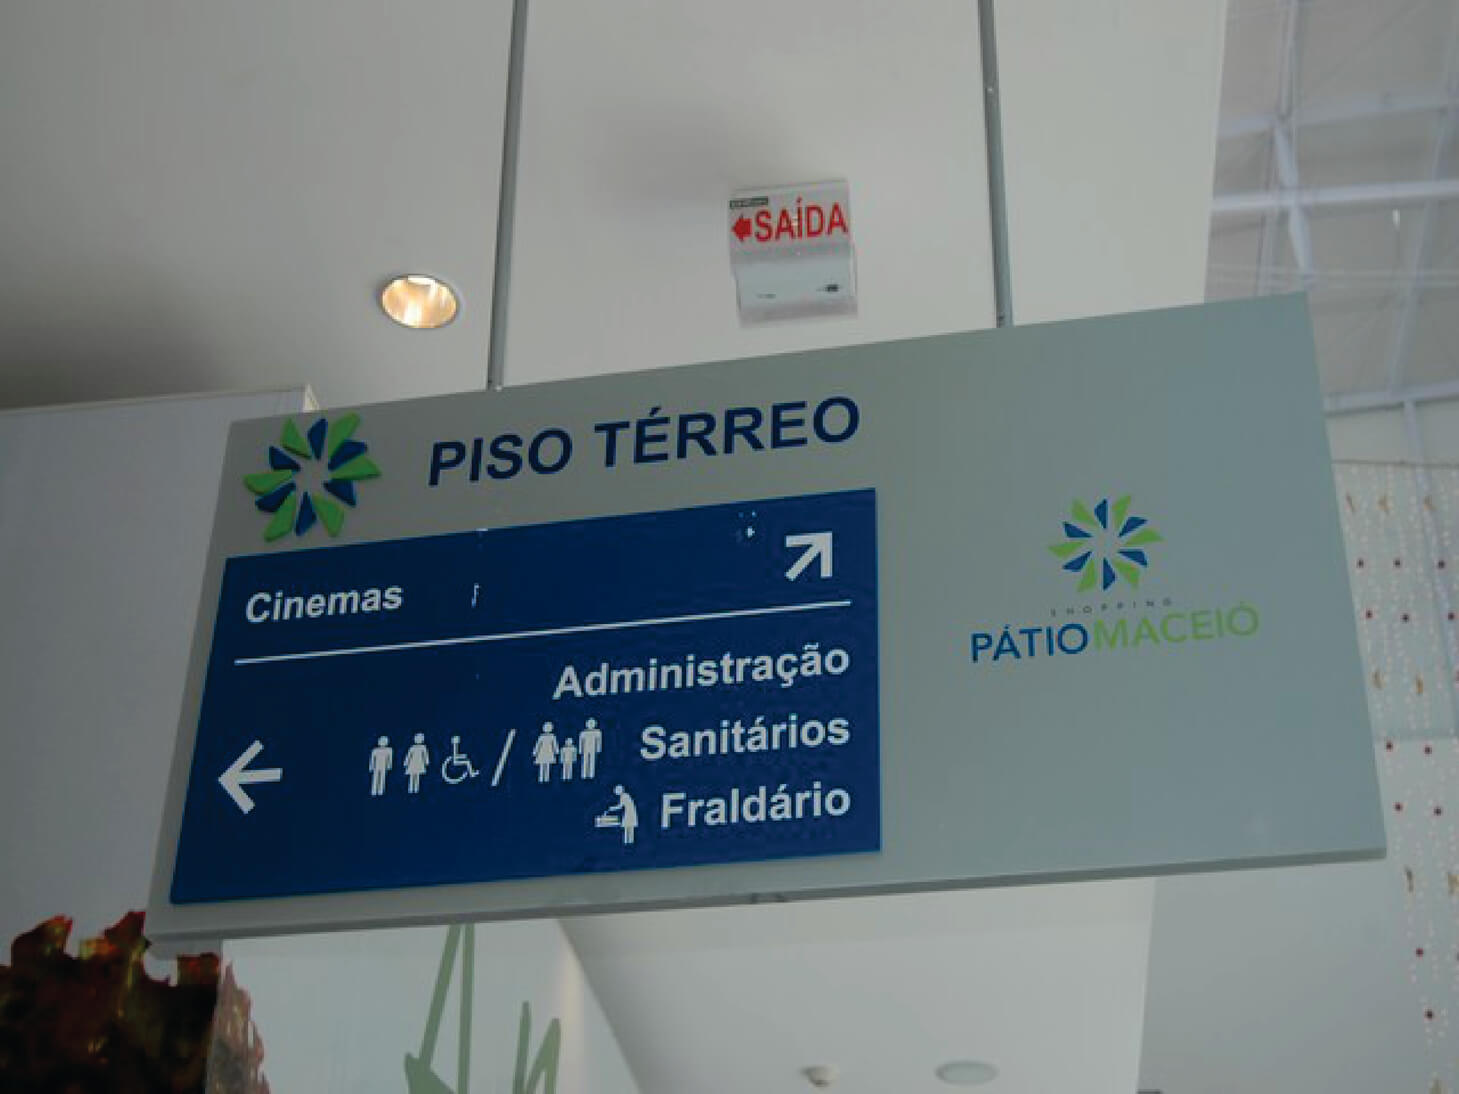 SAÍDA
PISO TÉRREO
Cinemas
Administração
Sanitários
Fraldário
SHOPPING
PÁTIO MACEIÓ